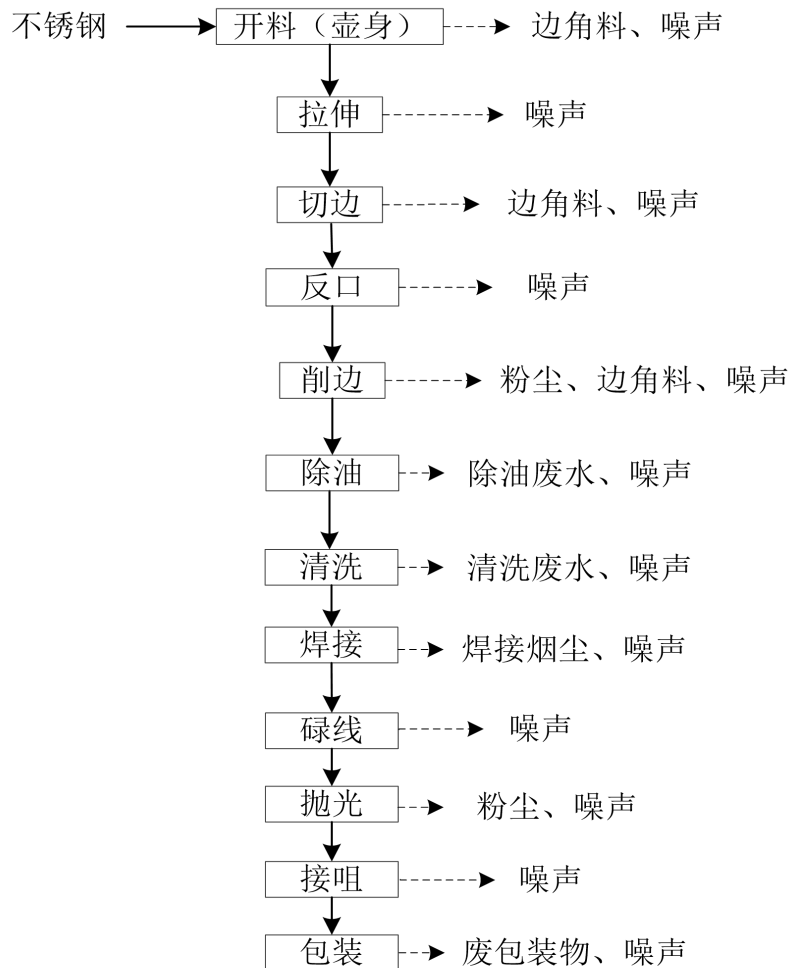 不锈钢 开料（壶身） 边角料、噪声
拉伸 噪声
切边 边角料、噪声
反口 噪声
削边 粉尘、边角料、噪声
除油 除油废水、噪声
清洗 清洗废水、噪声
焊接 焊接烟尘、噪声
碌线 噪声
抛光 粉尘、噪声
接咀 噪声
包装 废包装物、噪声